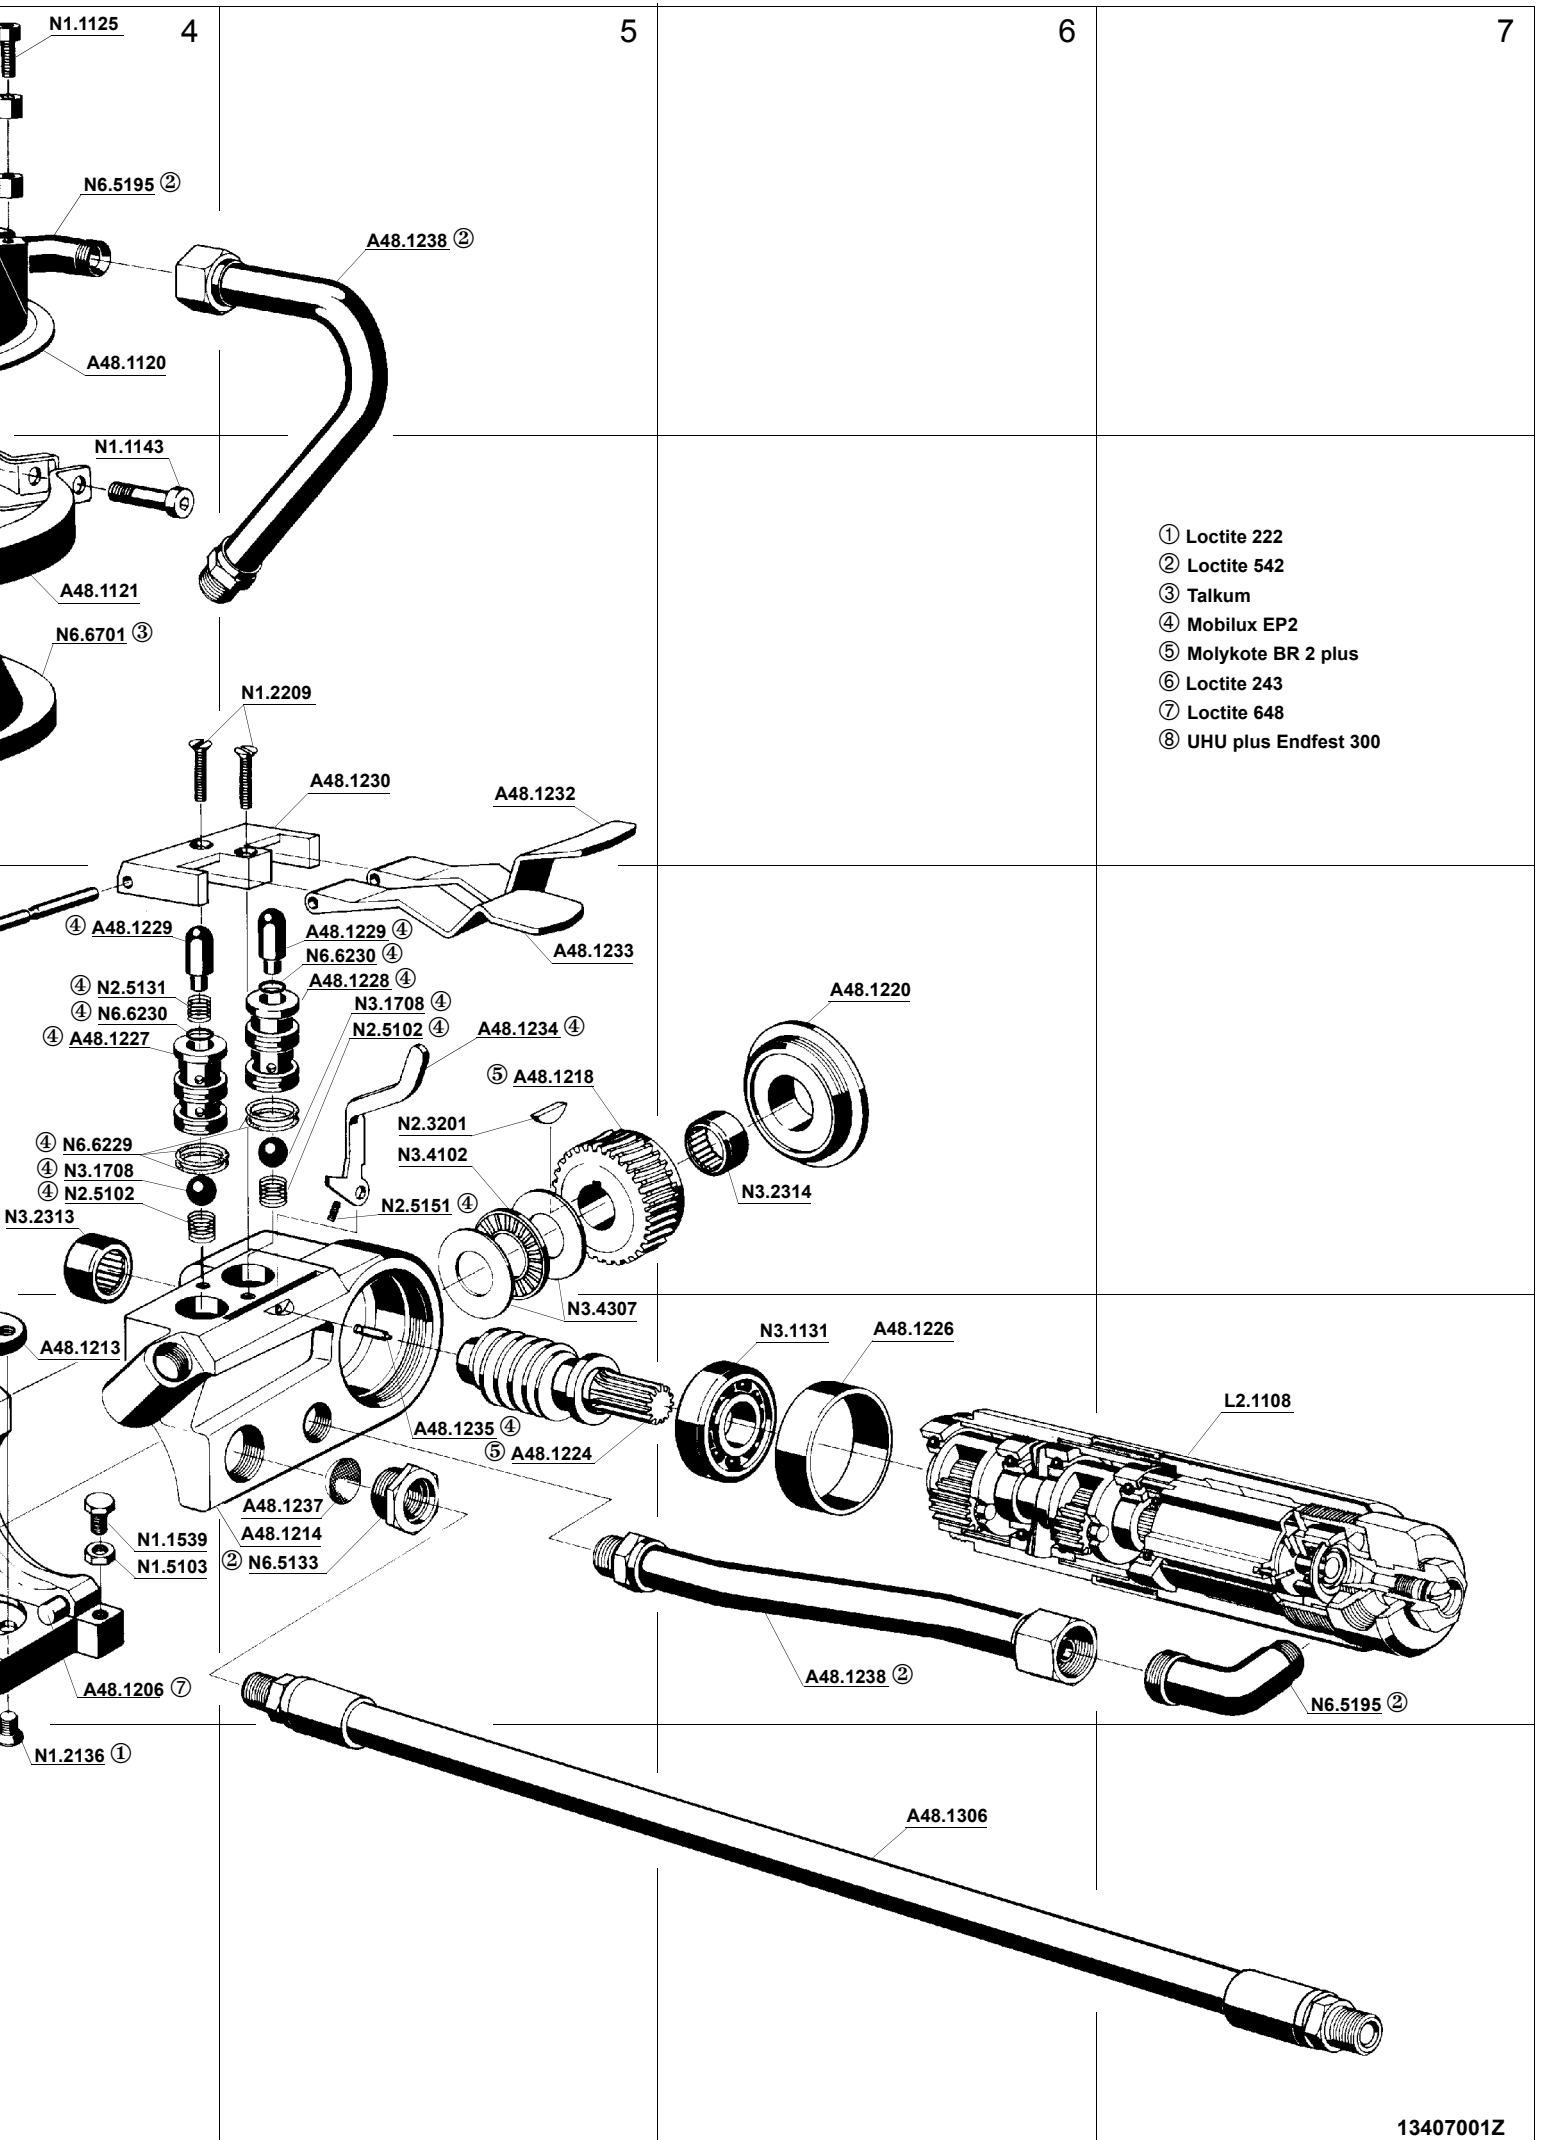 N1.1125
4
5
6
7
N6.5195 ②
A48.1238 ②
A48.1120
N1.1143
① Loctite 222
② Loctite 542
③ Talkum
④ Mobilux EP2
⑤ Molykote BR 2 plus
⑥ Loctite 243
⑦ Loctite 648
⑧ UHU plus Endfest 300
A48.1121
N6.6701 ③
N1.2209
A48.1230
A48.1232
④ A48.1229
A48.1229 ④
A48.1233
N6.6230 ④
④ N2.5131
A48.1228 ④
N3.1708 ④
④ N6.6230
N2.5102 ④
④ A48.1227
A48.1234 ④
A48.1220
⑤ A48.1218
N2.3201
N3.4102
④ N6.6229
④ N3.1708
④ N2.5102
N2.5151 ④
N3.2314
N3.2313
N3.4307
A48.1213
N3.1131
A48.1226
L2.1108
A48.1235 ④
⑤ A48.1224
A48.1237
A48.1214
② N6.5133
N1.1539
N1.5103
A48.1238 ②
A48.1206 ⑦
N6.5195 ②
N1.2136 ①
A48.1306
13407001Z